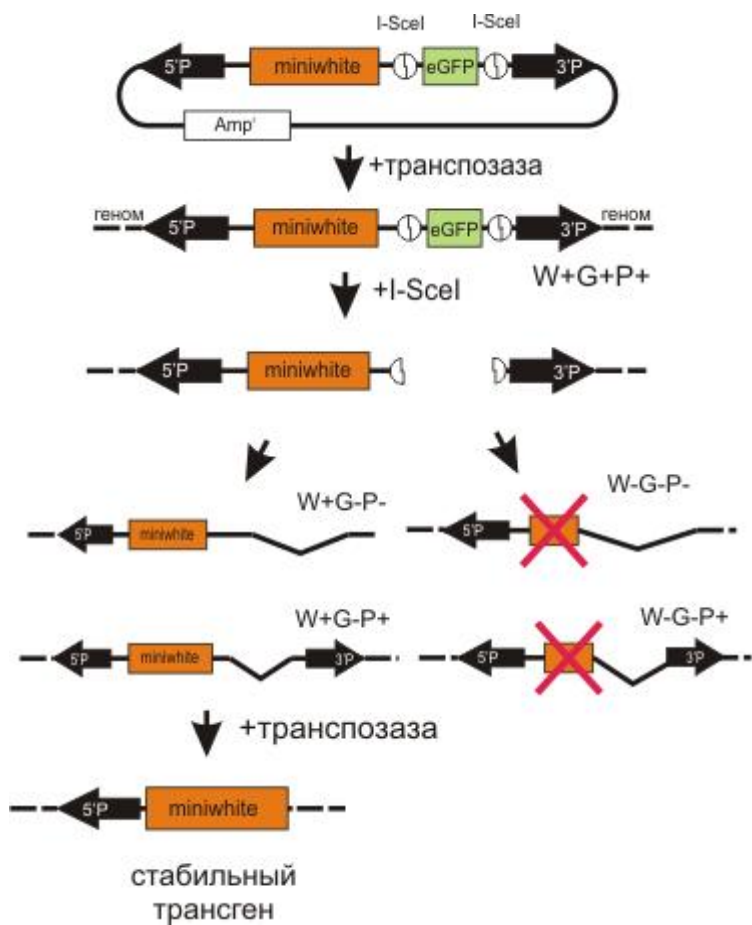 I-SceI I-SceI
5'P miniwhite eGFP 3'P
Amp'
+транспозаза
геном геном
5'P miniwhite eGFP 3'P
W+G+P+
+I-SceI
5'P miniwhite 3'P
W+G-P- W-G-P-
5'P miniwhite 5'P
W+G-P+ W-G-P+
5'P miniwhite 3'P 5'P 3'P
+транспозаза
5'P miniwhite
стабильный
трансген